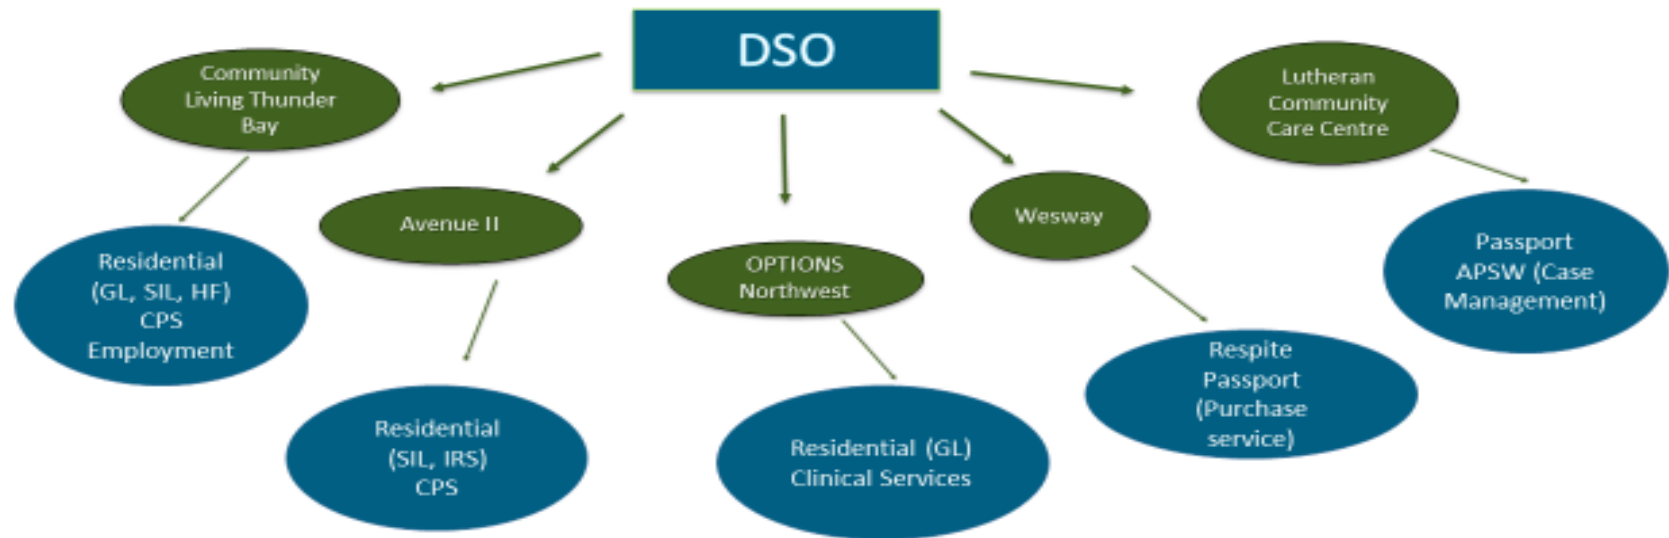 DSO
Community
Living Thunder
Bay
Lutheran
Community
Care Centre
Avenue II
Wesway
OPTIONS
Northwest
Residential
(GL, SIL, HF)
CPS
Employment
Residential
(SIL, IRS)
CPS
Residential (GL)
Clinical Services
Respite
Passport
(Purchase
service)
Passport
APSW (Case
Management)